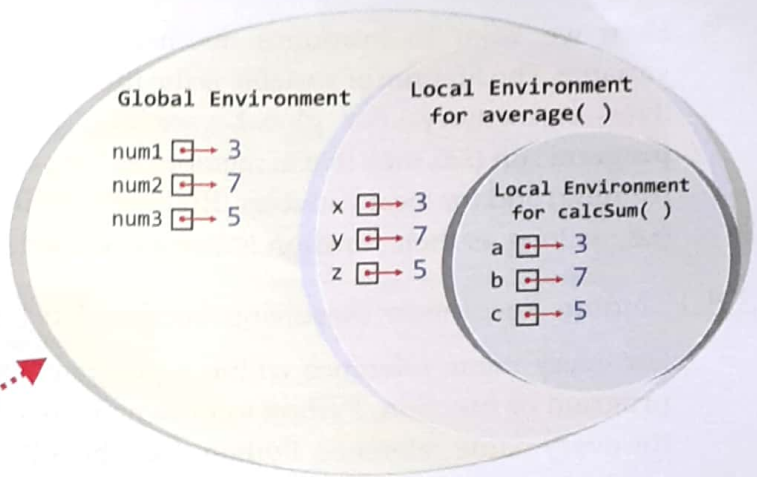 Global Environment
num1 3
num2 7
num3 5
Local Environment
for average( )
x 3
y 7
z 5
Local Environment
for calcSum( )
a 3
b 7
c 5